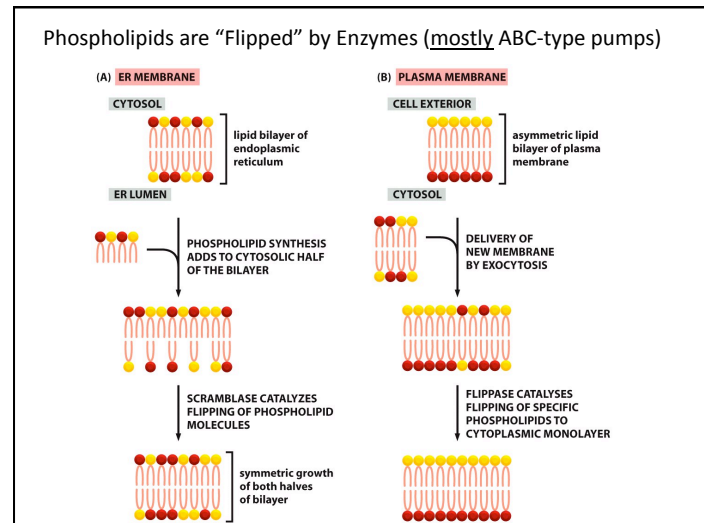 Phospholipids are “Flipped” by Enzymes (mostly ABC-type pumps)
(A) ER MEMBRANE
CYTOSOL
lipid bilayer of
endoplasmic
reticulum
ER LUMEN
PHOSPHOLIPID SYNTHESIS
ADDS TO CYTOSOLIC HALF
OF THE BILAYER
SCRAMBLASE CATALYZES
FLIPPING OF PHOSPHOLIPID
MOLECULES
symmetric growth
of both halves
of bilayer
(B) PLASMA MEMBRANE
CELL EXTERIOR
asymmetric lipid
bilayer of plasma
membrane
CYTOSOL
DELIVERY OF
NEW MEMBRANE
BY EXOCYTOSIS
FLIPPASE CATALYSES
FLIPPING OF SPECIFIC
PHOSPHOLIPIDS TO
CYTOPLASMIC MONOLAYER